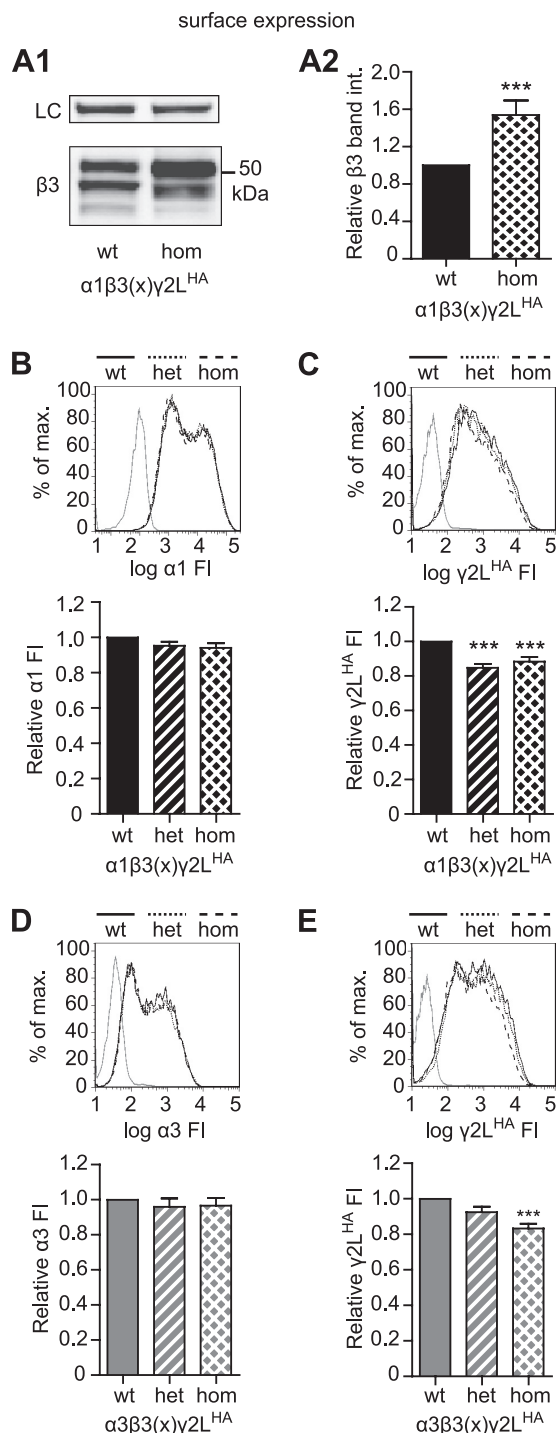 surface expression
A1
LC
β3
50
kDa
wt hom
α1β3(x)γ2L^HA
A2
Relative β3 band int.
2.0
1.6
1.2
0.8
0.4
0
***
wt hom
α1β3(x)γ2L^HA
B
wt het hom
% of max.
100
80
60
40
20
0
1 2 3 4 5
log α1 FI
Relative α1 FI
1.2
1.0
0.8
0.6
0.4
0.2
0
wt het hom
α1β3(x)γ2L^HA
C
wt het hom
% of max.
100
80
60
40
20
0
1 2 3 4 5
log γ2L^HA FI
Relative γ2L^HA FI
1.2
1.0
0.8
0.6
0.4
0.2
0
*** ***
wt het hom
α1β3(x)γ2L^HA
D
wt het hom
% of max.
100
80
60
40
20
0
1 2 3 4 5
log α3 FI
Relative α3 FI
1.2
1.0
0.8
0.6
0.4
0.2
0
wt het hom
α3β3(x)γ2L^HA
E
wt het hom
% of max.
100
80
60
40
20
0
1 2 3 4 5
log γ2L^HA FI
Relative γ2L^HA FI
1.2
1.0
0.8
0.6
0.4
0.2
0
***
wt het hom
α3β3(x)γ2L^HA